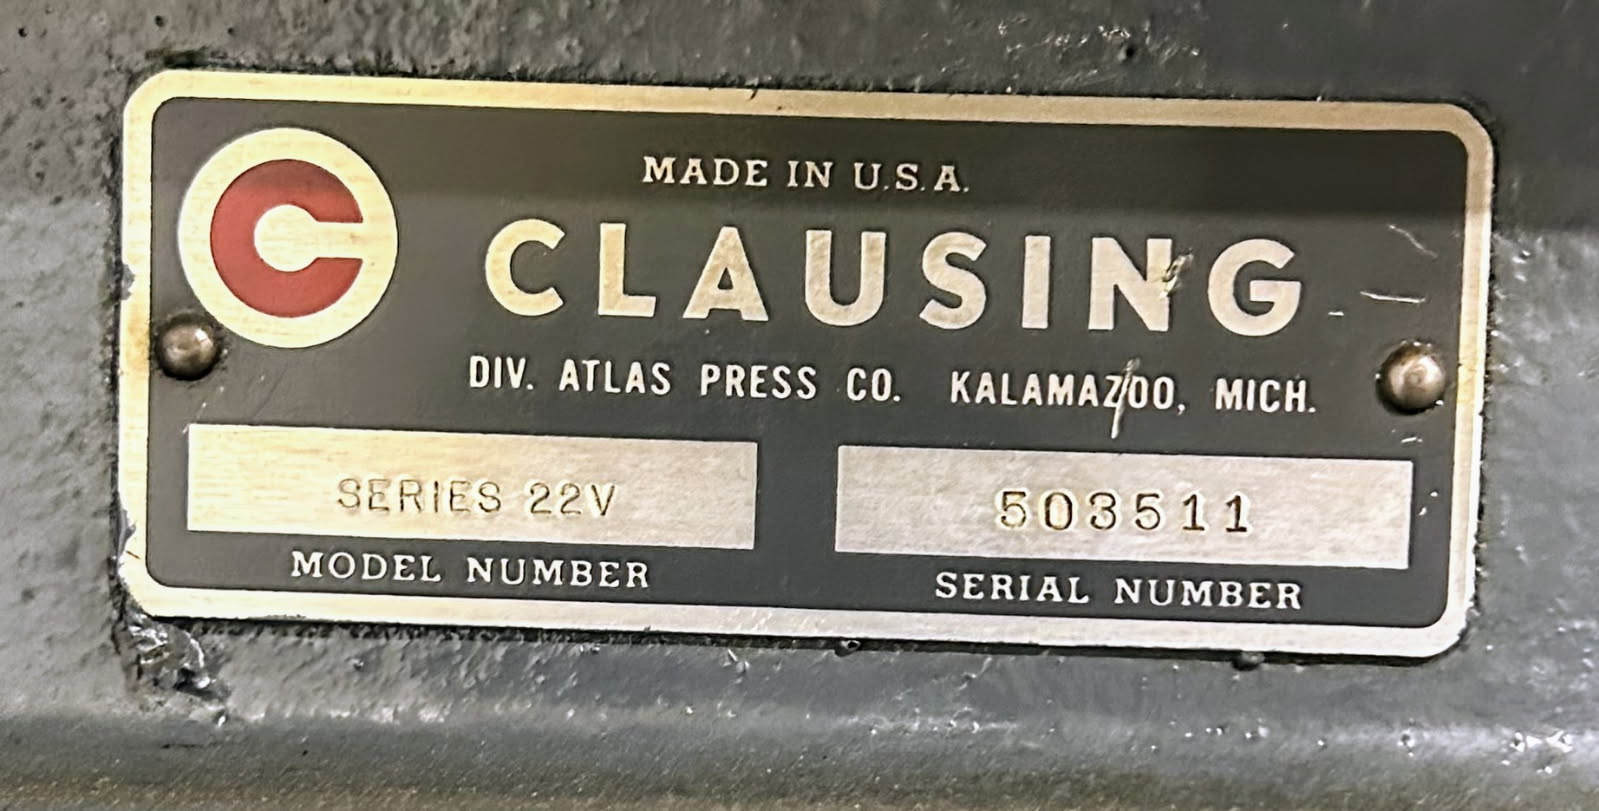 MADE IN U.S.A.
CLAUSING
DIV. ATLAS PRESS CO. KALAMAZOO, MICH.
SERIES 22V
503511
MODEL NUMBER
SERIAL NUMBER